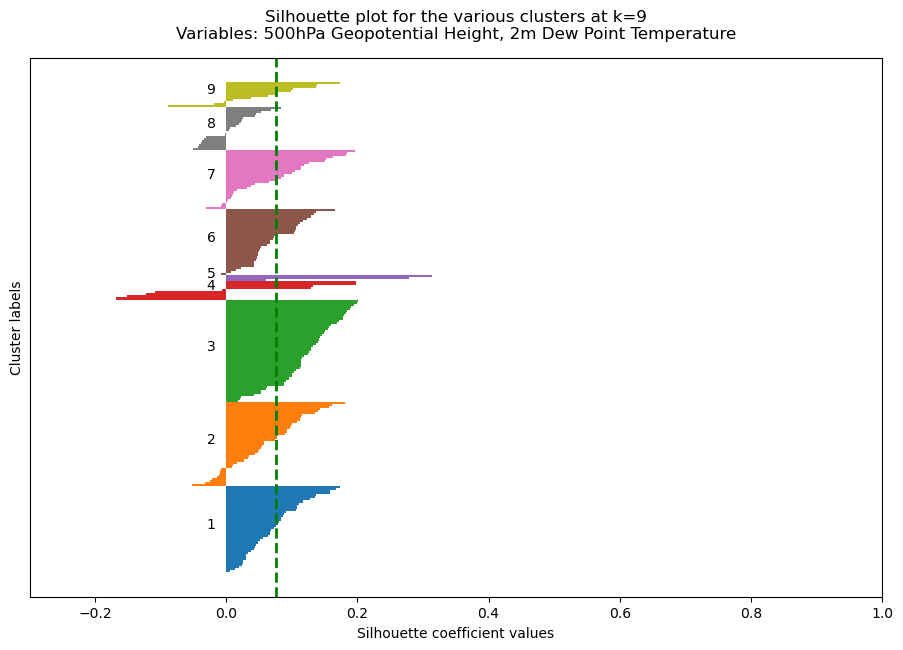 Silhouette plot for the various clusters at k=9
Variables: 500hPa Geopotential Height, 2m Dew Point Temperature
Cluster labels
9
8
7
6
5
4
3
2
1
−0.2 0.0 0.2 0.4 0.6 0.8 1.0
Silhouette coefficient values